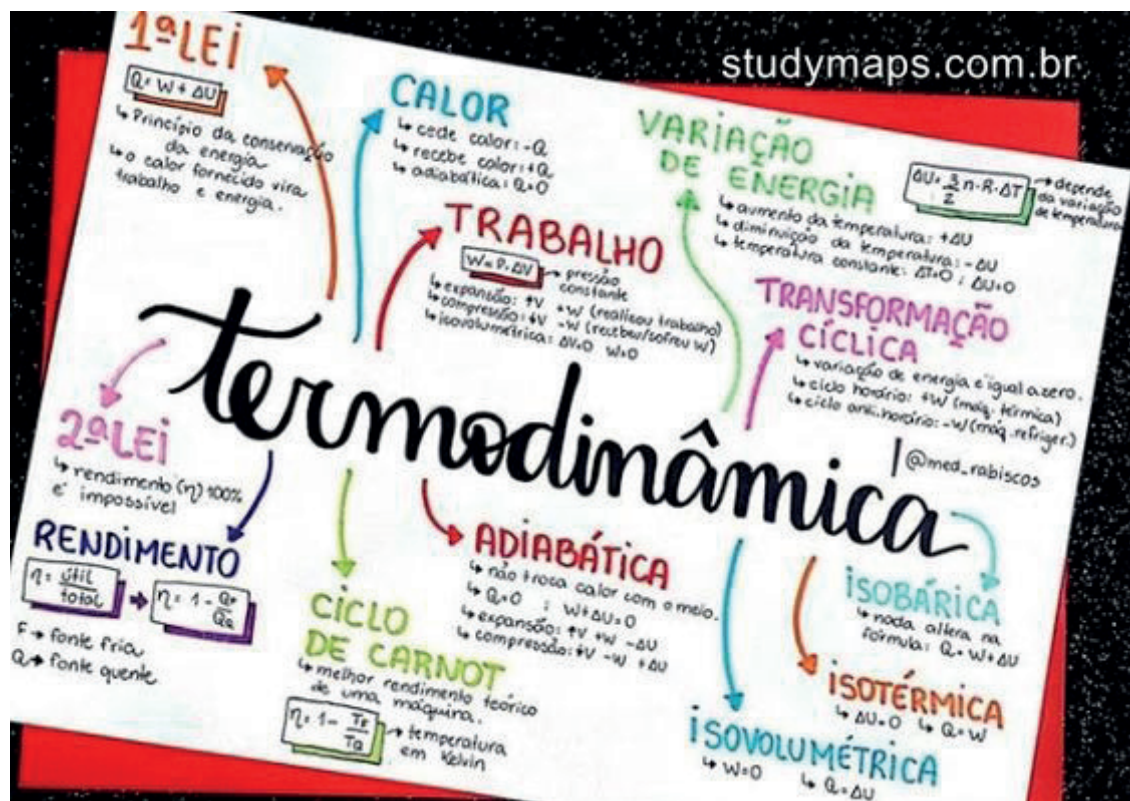 studymaps.com.br
1ªLEI
Q = W + ΔU
↳ Princípio da conservação
da energia
↳ o calor fornecido vira
trabalho e energia.
CALOR
↳ cede calor: -Q
↳ recebe calor: +Q
↳ adiabática: Q=0
TRABALHO
W = P. ΔV → pressão
constante
↳ expansão: ↑V +W (realizou trabalho)
↳ compressão: ↓V -W (recebeu/sofreu W)
↳ isovolumétrica: ΔV=0 W=0
VARIAÇÃO
DE ENERGIA
ΔU = 3/2 n.R.ΔT → depende
da variação
de temperatura
↳ aumento da temperatura: +ΔU
↳ diminuição da temperatura: -ΔU
↳ temperatura constante: ΔT=0 ; ΔU=0
TRANSFORMAÇÃO
CÍCLICA
↳ variação de energia é igual a zero.
↳ ciclo horário: +W (máq. térmica)
↳ ciclo anti.horário: -W (máq. refriger.)
@med_rabiscos
termodinâmica
2ªLEI
↳ rendimento (η) 100%
é impossível
RENDIMENTO
η = útil/total → η = 1 - QF/QQ
F → fonte fria
Q → fonte quente
CICLO
DE CARNOT
↳ melhor rendimento teórico
de uma máquina.
η = 1 - TF/TQ → temperatura
em Kelvin
ADIABÁTICA
↳ não troca calor com o meio.
↳ Q=0 ; W+ΔU=0
↳ expansão: ↑V +W -ΔU
↳ compressão: ↓V -W +ΔU
ISOVOLUMÉTRICA
↳ W=0 ↳ Q=ΔU
ISOTÉRMICA
↳ ΔU=0 ↳ Q=W
ISOBÁRICA
↳ nada altera na
fórmula: Q=W+ΔU